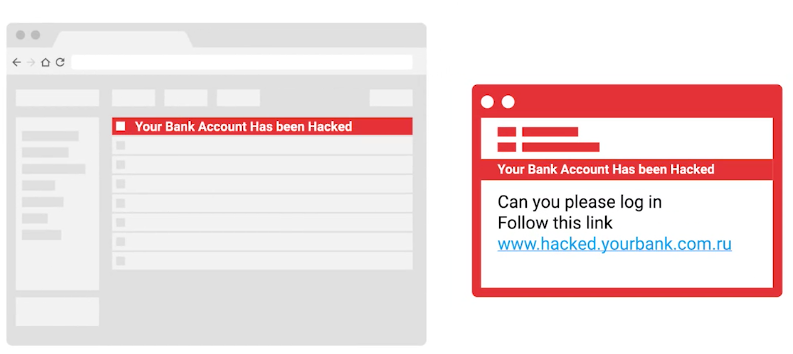 Your Bank Account Has been Hacked
Your Bank Account Has been Hacked
Can you please log in
Follow this link
www.hacked.yourbank.com.ru